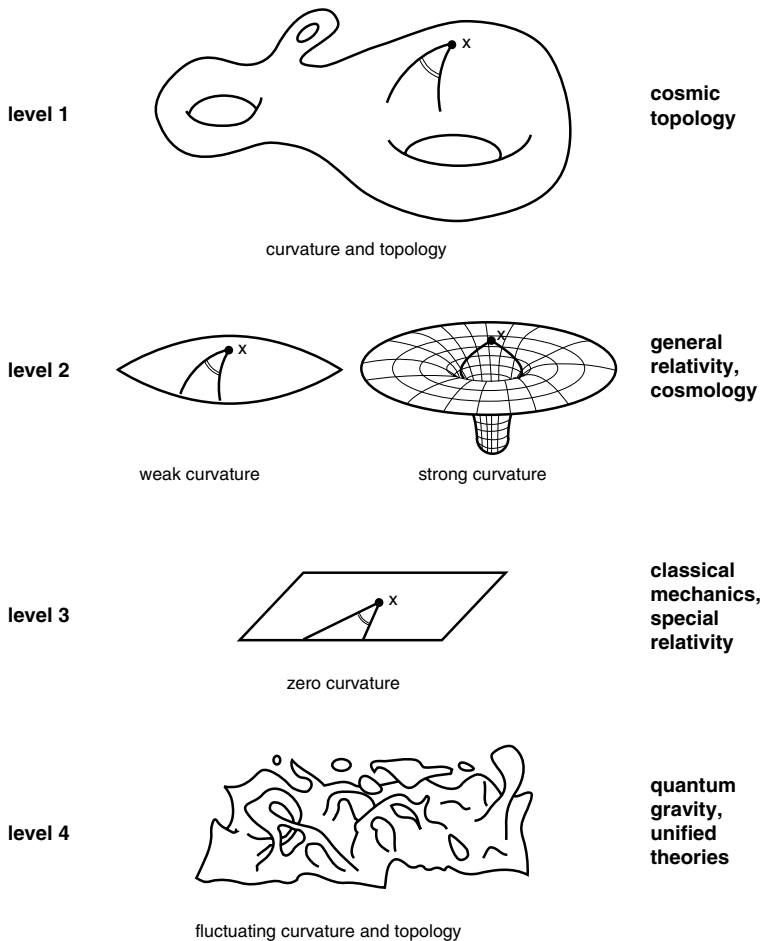 x
level 1
cosmic
topology
curvature and topology
x
x
level 2
general
relativity,
cosmology
weak curvature
strong curvature
x
level 3
classical
mechanics,
special
relativity
zero curvature
level 4
quantum
gravity,
unified
theories
fluctuating curvature and topology